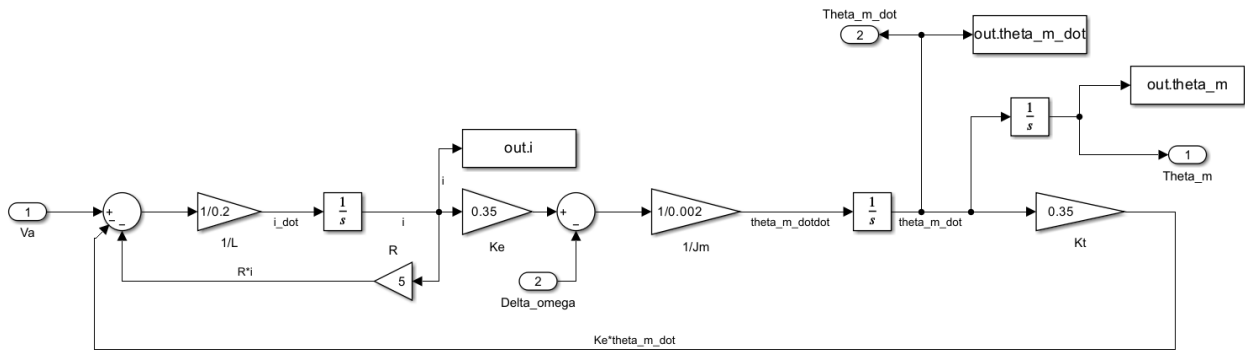 Theta_m_dot
2
out.theta_m_dot
out.theta_m
1
s
1
Theta_m
out.i
i
1
Va
+
−
−
1/0.2
1/L
i_dot
1
s
i
0.35
Ke
+
−
1/0.002
1/Jm
theta_m_dotdot
1
s
theta_m_dot
0.35
Kt
R
5
R*i
2
Delta_omega
Ke*theta_m_dot